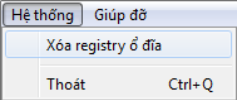 Hệ thống Giúp đỡ
Xóa registry ổ đĩa
Thoát Ctrl+Q